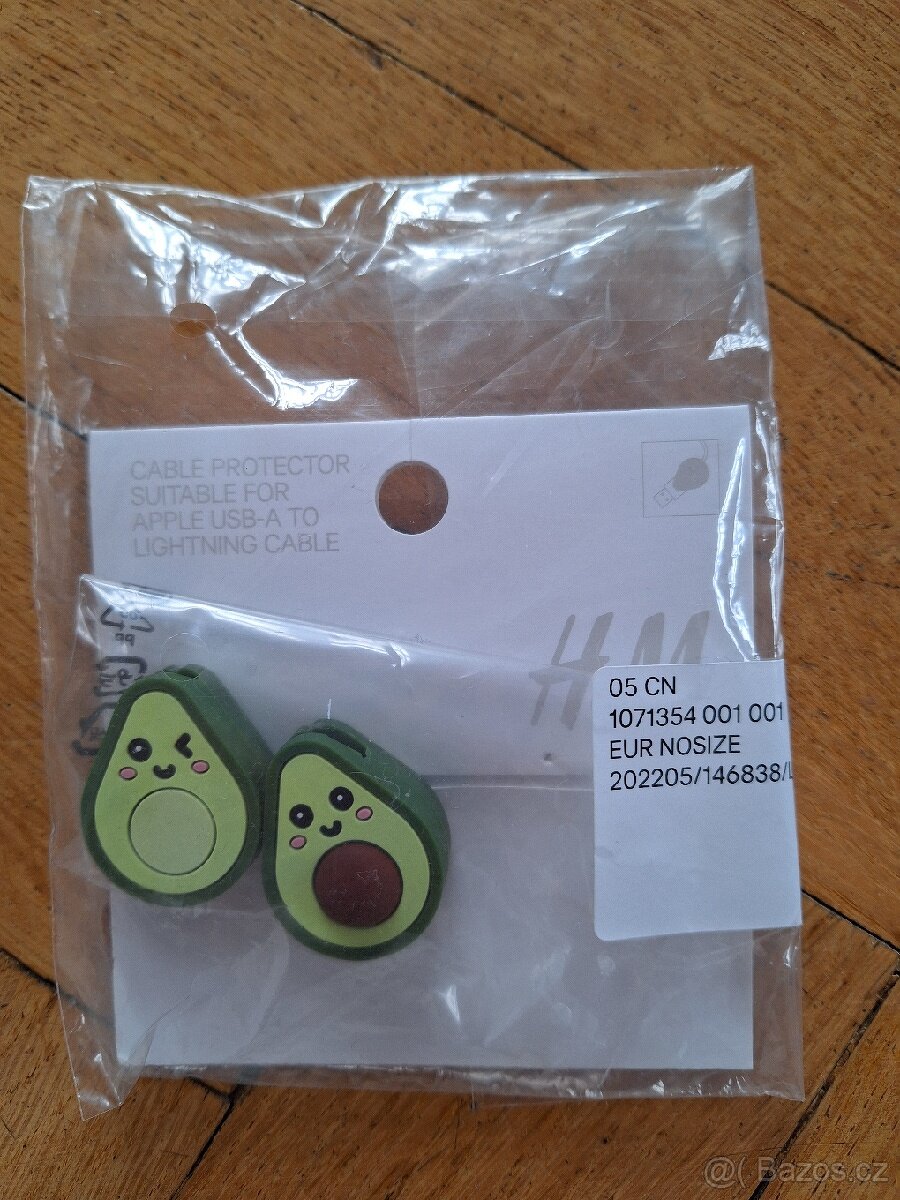 CABLE PROTECTOR
SUITABLE FOR
APPLE USB-A TO
LIGHTNING CABLE
H&M
05 CN
1071354 001 001
EUR NOSIZE
202205/146838/
@( Bazos.cz